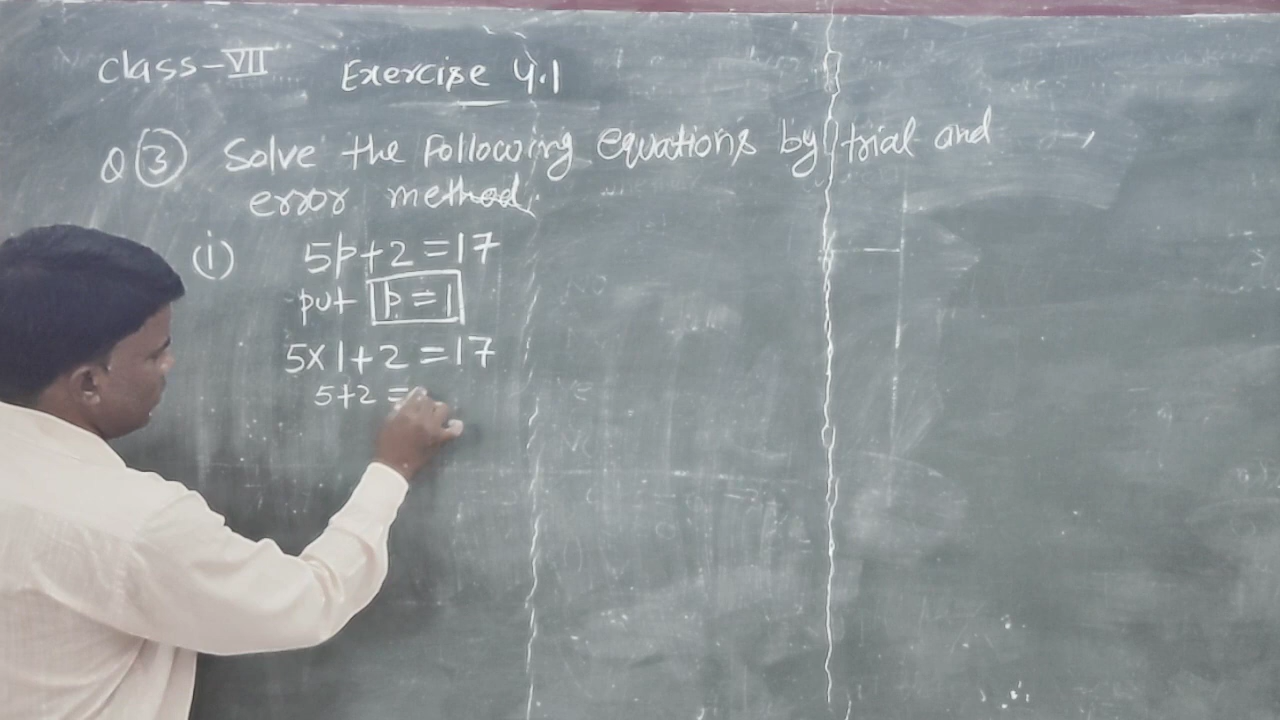 Class-VII Exercise 4.1
Q ③ Solve the following equations by trial and
error method.
(i) 5p+2=17
put p=1
5×1+2=17
5+2=